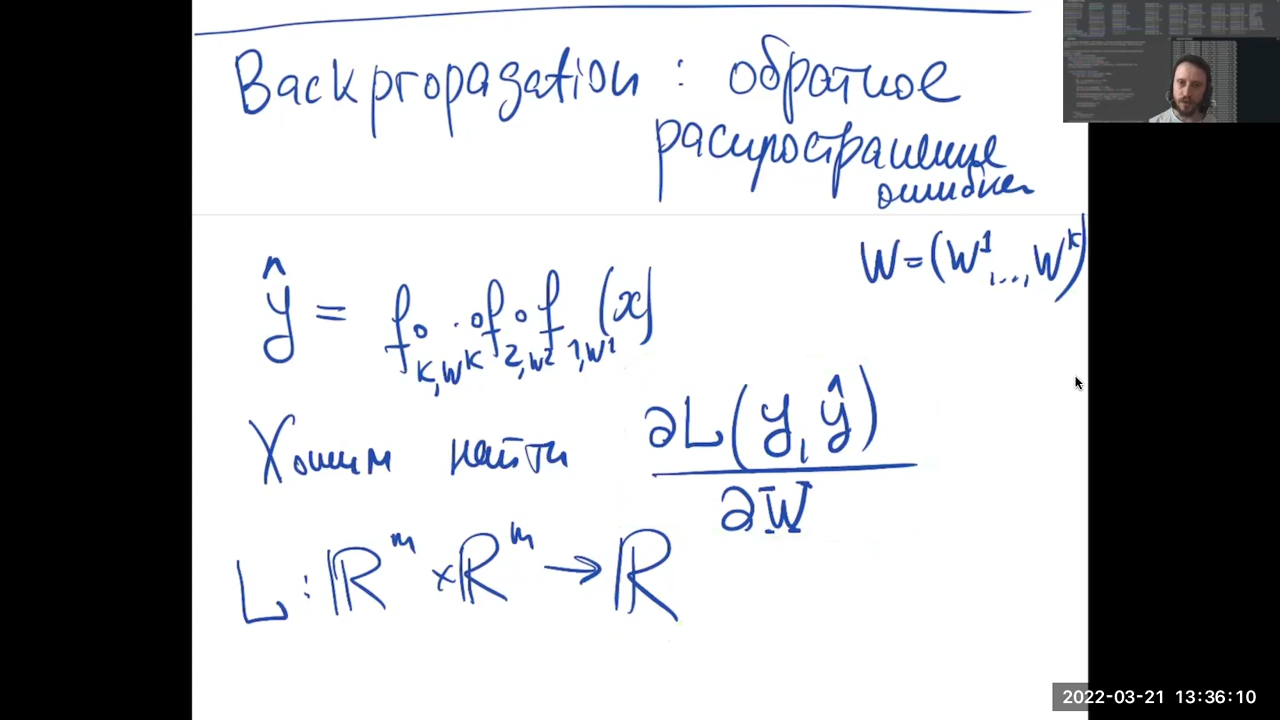 Backpropagation : обратное
распространение
ошибки
W = (W¹,...,Wᴷ)
ŷ = f_{K,Wᴷ} ∘ ... ∘ f_{2,W²} ∘ f_{1,W¹} (x)
Хотим найти ∂L(y, ŷ) / ∂W
L : ℝᵐ × ℝᵐ → ℝ
2022-03-21 13:36:10